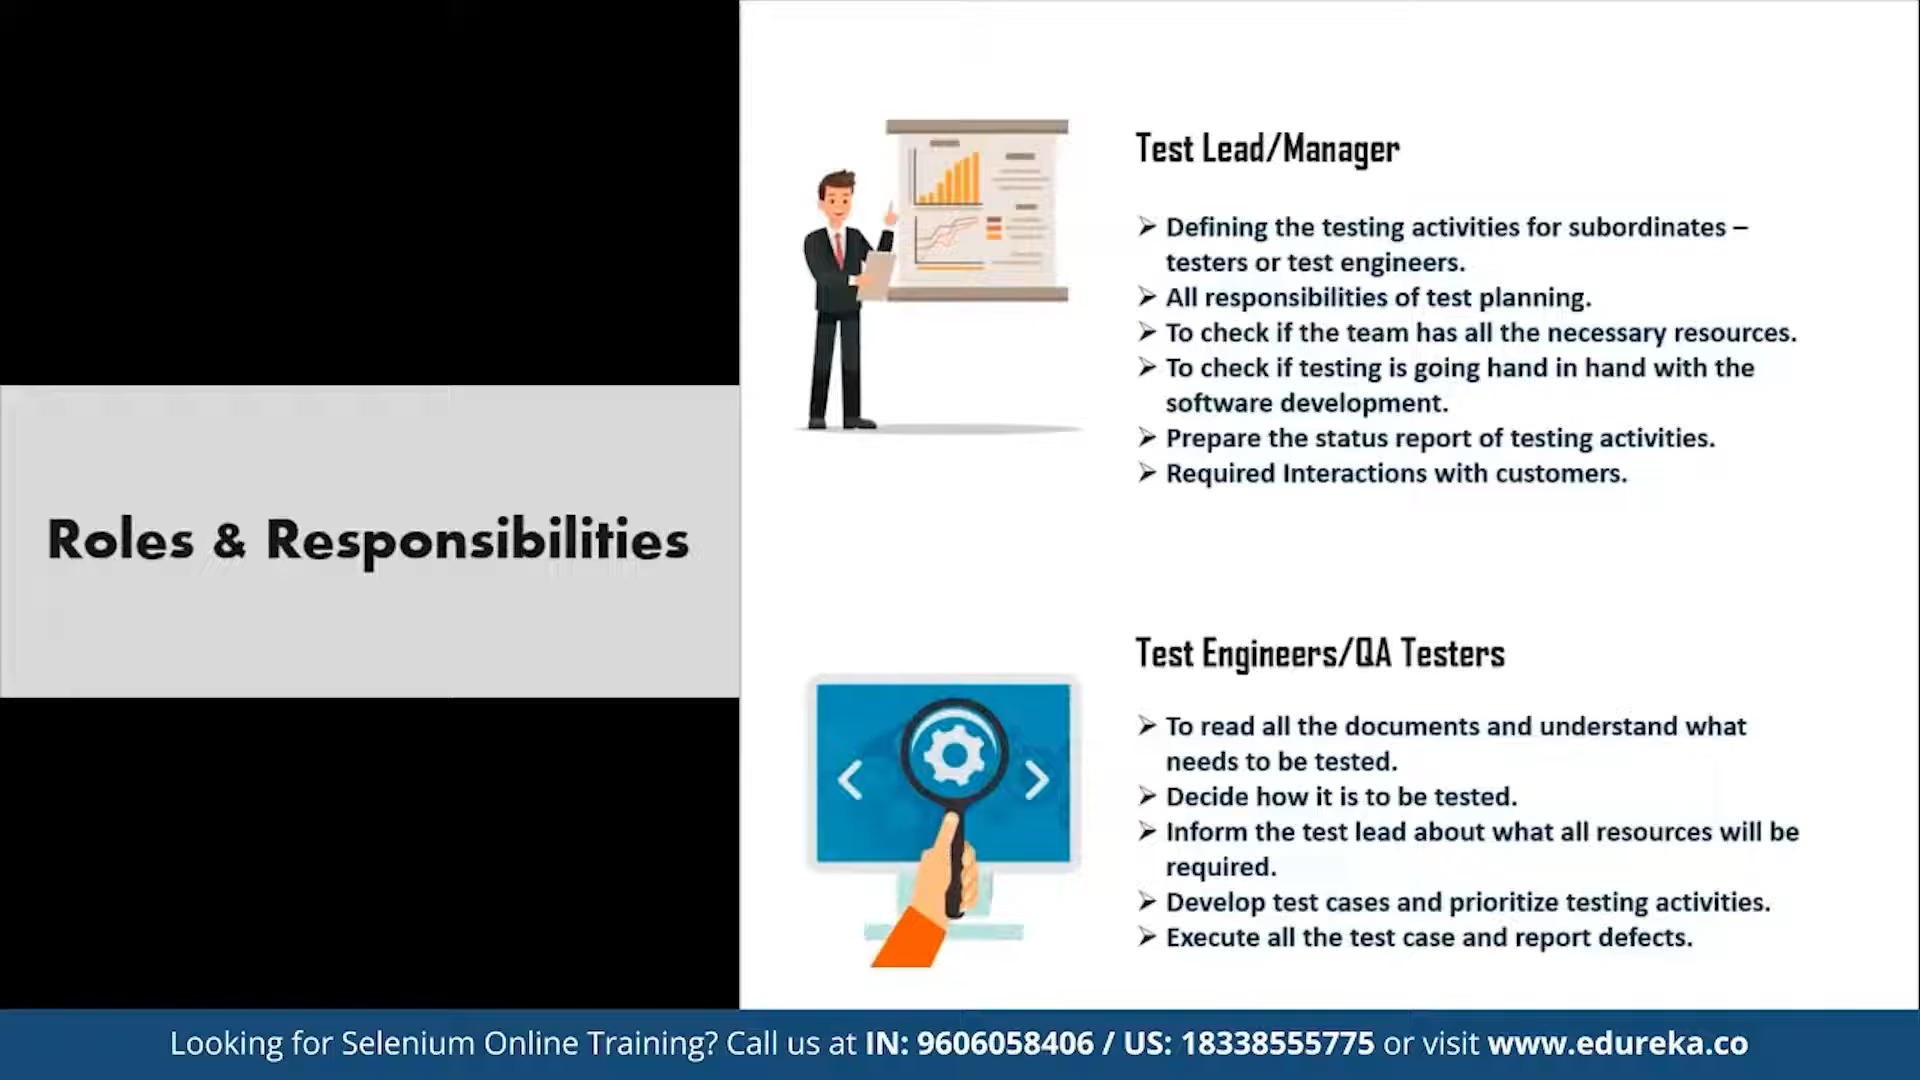 Roles & Responsibilities
Test Lead/Manager
➢ Defining the testing activities for subordinates –
testers or test engineers.
➢ All responsibilities of test planning.
➢ To check if the team has all the necessary resources.
➢ To check if testing is going hand in hand with the
software development.
➢ Prepare the status report of testing activities.
➢ Required Interactions with customers.
Test Engineers/QA Testers
➢ To read all the documents and understand what
needs to be tested.
➢ Decide how it is to be tested.
➢ Inform the test lead about what all resources will be
required.
➢ Develop test cases and prioritize testing activities.
➢ Execute all the test case and report defects.
Looking for Selenium Online Training? Call us at IN: 9606058406 / US: 18338555775 or visit www.edureka.co